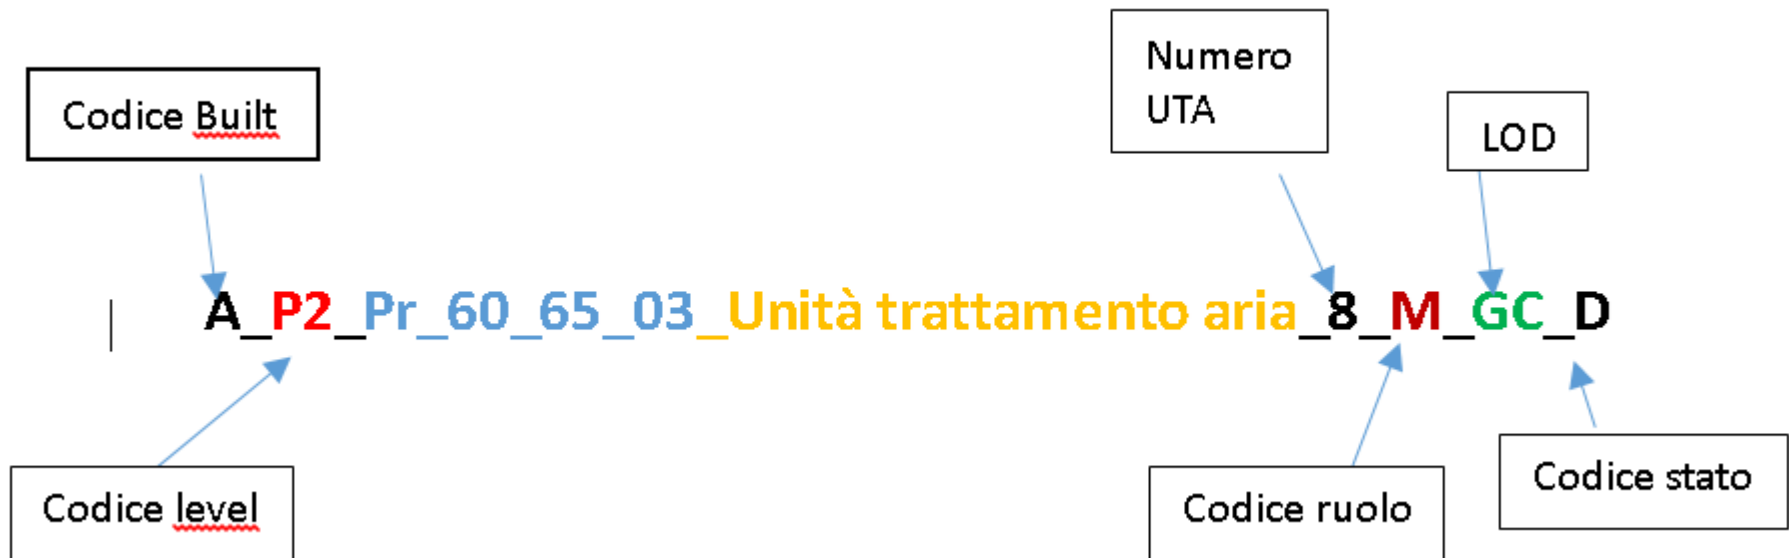 Numero
UTA
Codice Built
LOD
A_P2_Pr_60_65_03_Unità trattamento aria_8_M_GC_D
Codice level
Codice ruolo
Codice stato